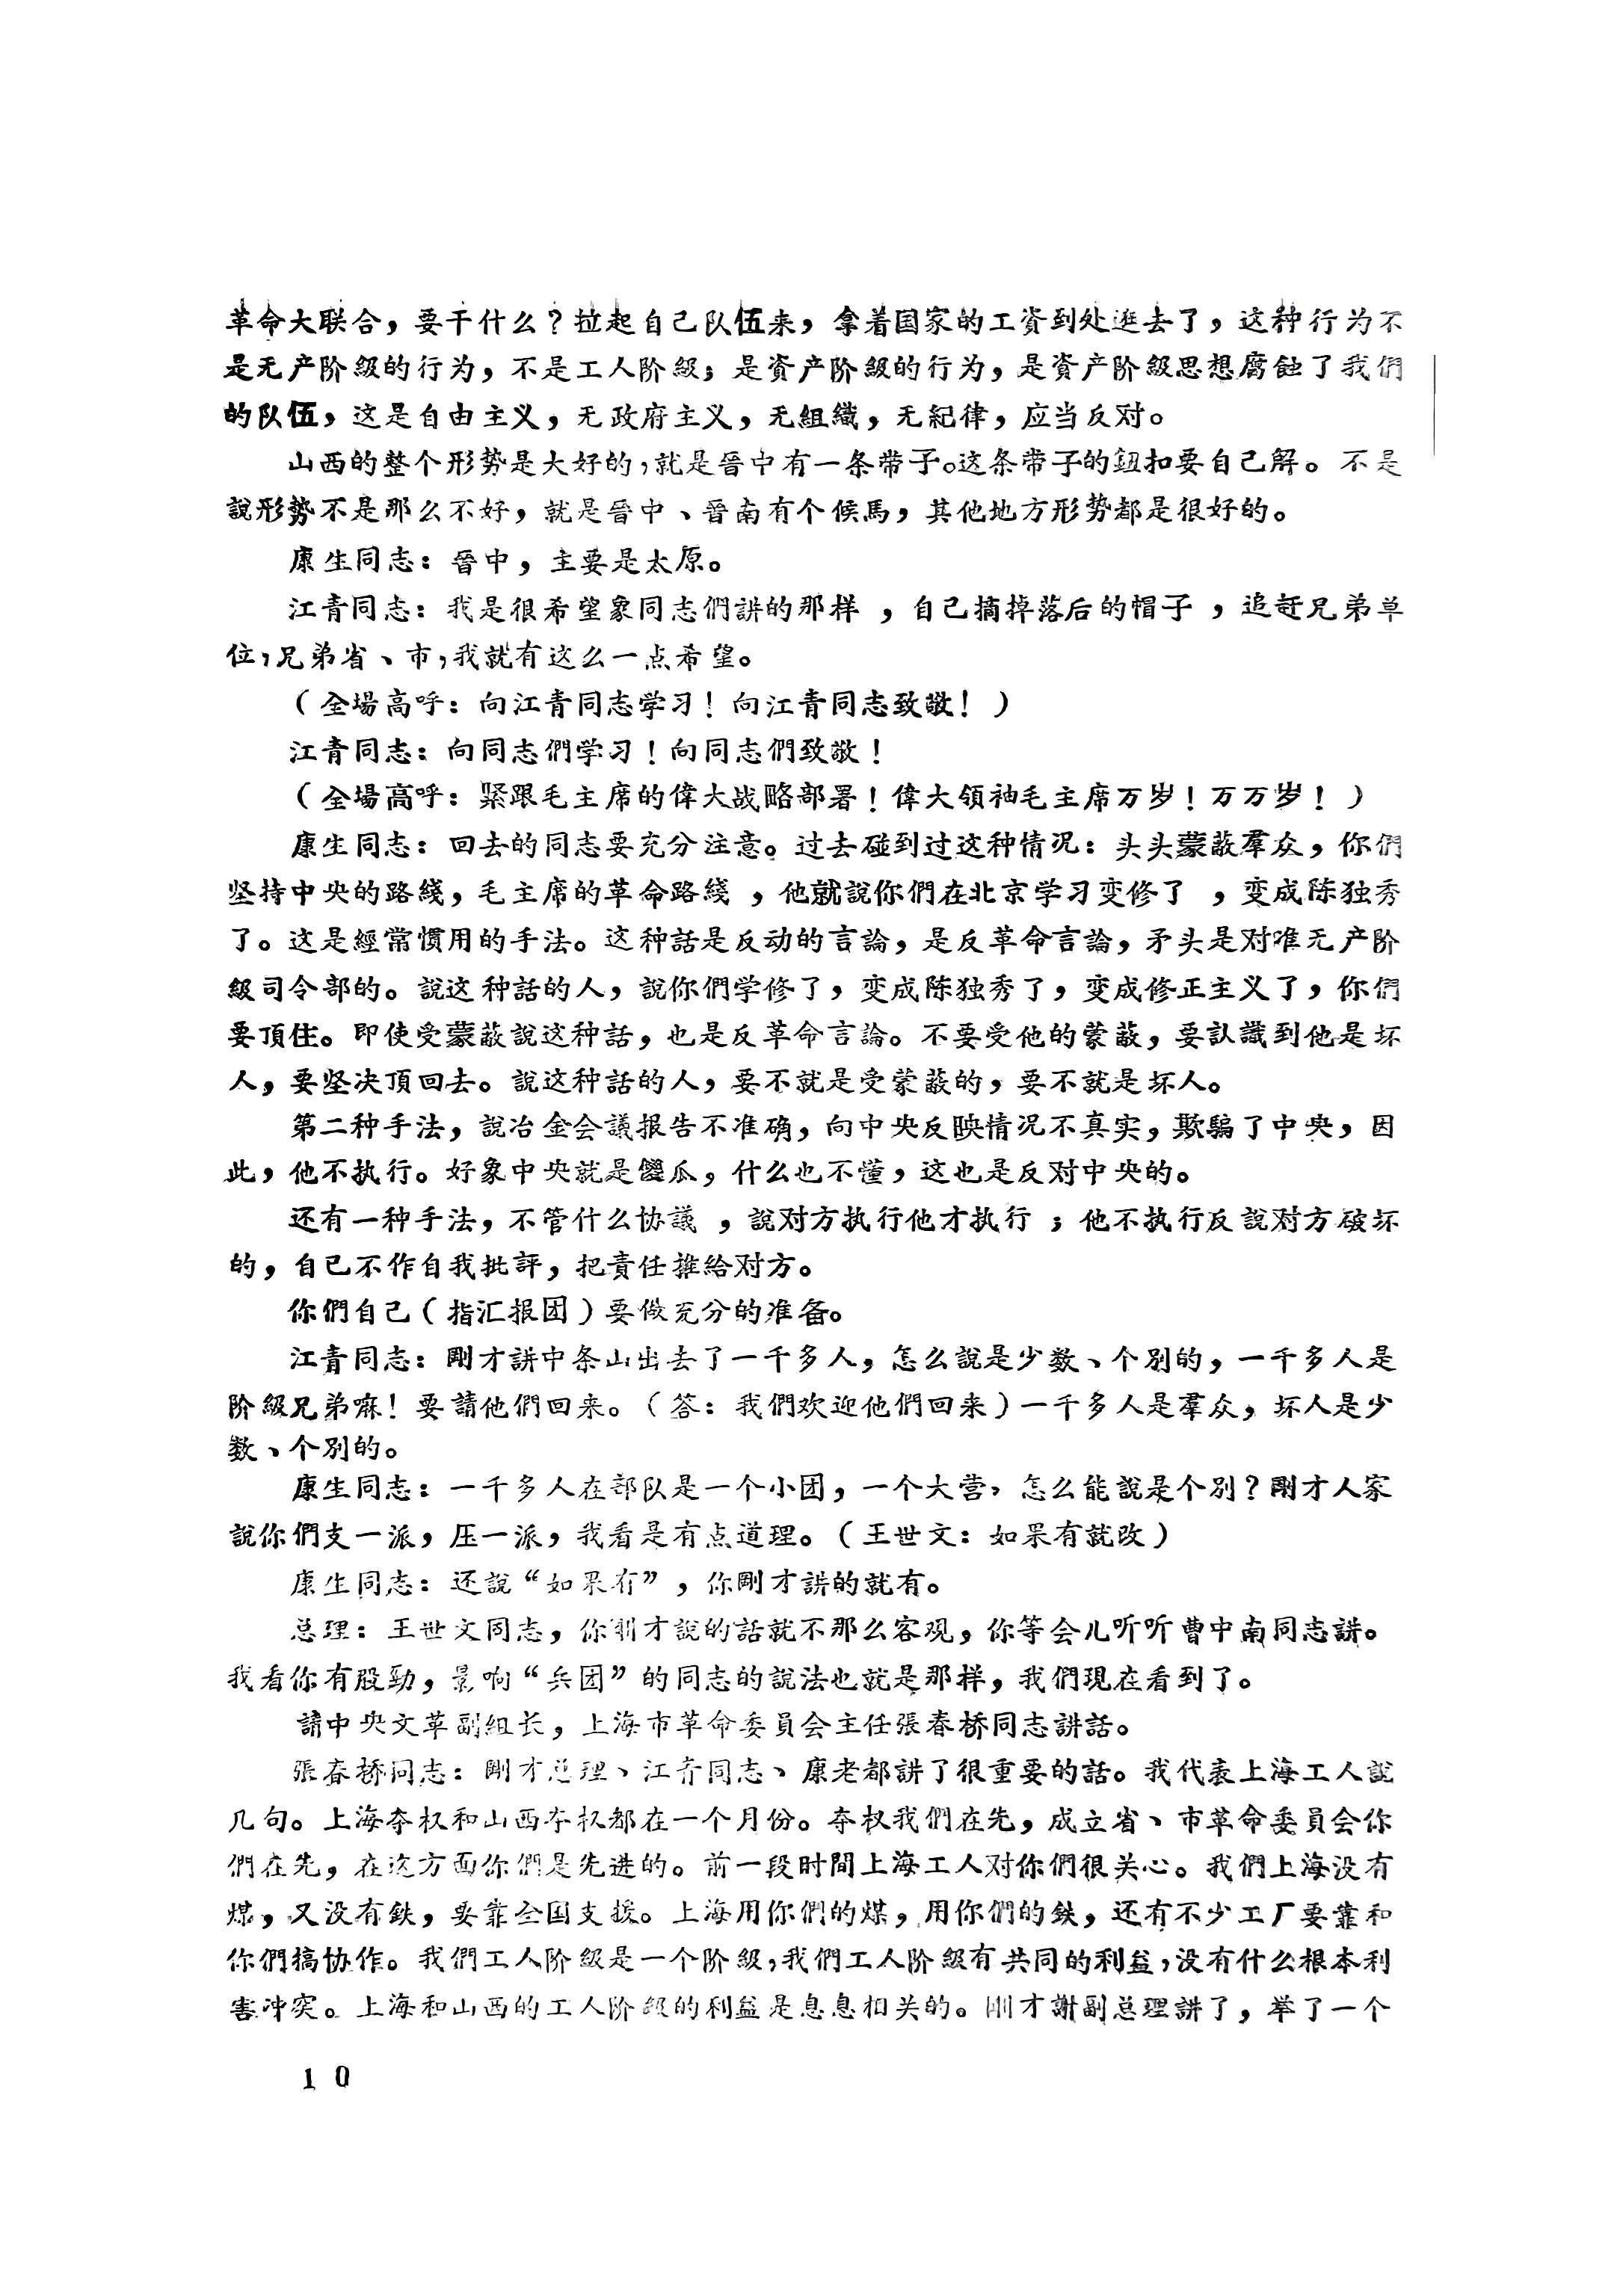 革命大联合，要干什么？拉起自己队伍来，拿着国家的工資到处逛去了，这种行为不
是无产阶級的行为，不是工人阶級；是資产阶級的行为，是資产阶級思想腐蝕了我們
的队伍，这是自由主义，无政府主义，无組織，无紀律，应当反对。
山西的整个形势是大好的，就是晉中有一条带子。这条带子的鈕扣要自己解。不是
說形勢不是那么不好，就是晉中、晉南有个候馬，其他地方形势都是很好的。
康生同志：晉中，主要是太原。
江青同志：我是很希望象同志們講的那样，自己摘掉落后的帽子，追赶兄弟单
位，兄弟省、市，我就有这么一点希望。
（全場高呼：向江青同志学习！向江青同志致敬！）
江青同志：向同志們学习！向同志們致敬！
（全場高呼：紧跟毛主席的偉大战略部署！偉大領袖毛主席万岁！万万岁！）
康生同志：回去的同志要充分注意。过去碰到过这种情况：头头蒙蔽羣众，你們
坚持中央的路綫，毛主席的革命路綫，他就說你們在北京学习变修了，变成陈独秀
了。这是經常慣用的手法。这种話是反动的言論，是反革命言論，矛头是对准无产阶
級司令部的。說这种話的人，說你們学修了，变成陈独秀了，变成修正主义了，你們
要頂住。即使受蒙蔽說这种話，也是反革命言論。不要受他的蒙蔽，要認識到他是坏
人，要坚决頂回去。說这种話的人，要不就是受蒙蔽的，要不就是坏人。
第二种手法，說冶金会議报告不准确，向中央反映情况不真实，欺騙了中央，因
此，他不执行。好象中央就是傻瓜，什么也不懂，这也是反对中央的。
还有一种手法，不管什么协議，說对方执行他才执行；他不执行反說对方破坏
的，自己不作自我批評，把責任推給对方。
你們自己（指汇报团）要做充分的准备。
江青同志：剛才講中条山出去了一千多人，怎么說是少数、个別的，一千多人是
阶級兄弟嘛！要請他們回来。（答：我們欢迎他們回来）一千多人是羣众，坏人是少
数、个別的。
康生同志：一千多人在部队是一个小团，一个大营，怎么能說是个別？剛才人家
說你們支一派，压一派，我看是有点道理。（王世文：如果有就改）
康生同志：还說“如果有”，你剛才講的就有。
总理：王世文同志，你剛才說的話就不那么客观，你等会儿听听曹中南同志講。
我看你有股勁，影响“兵团”的同志的說法也就是那样，我們現在看到了。
請中央文革副組长，上海市革命委員会主任張春桥同志讲話。
張春桥同志：剛才总理、江青同志、康老都講了很重要的話。我代表上海工人說
几句。上海夺权和山西夺权都在一个月份。夺权我們在先，成立省、市革命委員会你
們在先，在这方面你們是先进的。前一段时間上海工人对你們很关心。我們上海没有
煤，又没有鉄，要靠全国支援。上海用你們的煤，用你們的鉄，还有不少工厂要靠和
你們搞协作。我們工人阶級是一个阶級，我們工人阶級有共同的利益，没有什么根本利
害冲突。上海和山西的工人阶級的利益是息息相关的。剛才謝副总理講了，举了一个
10